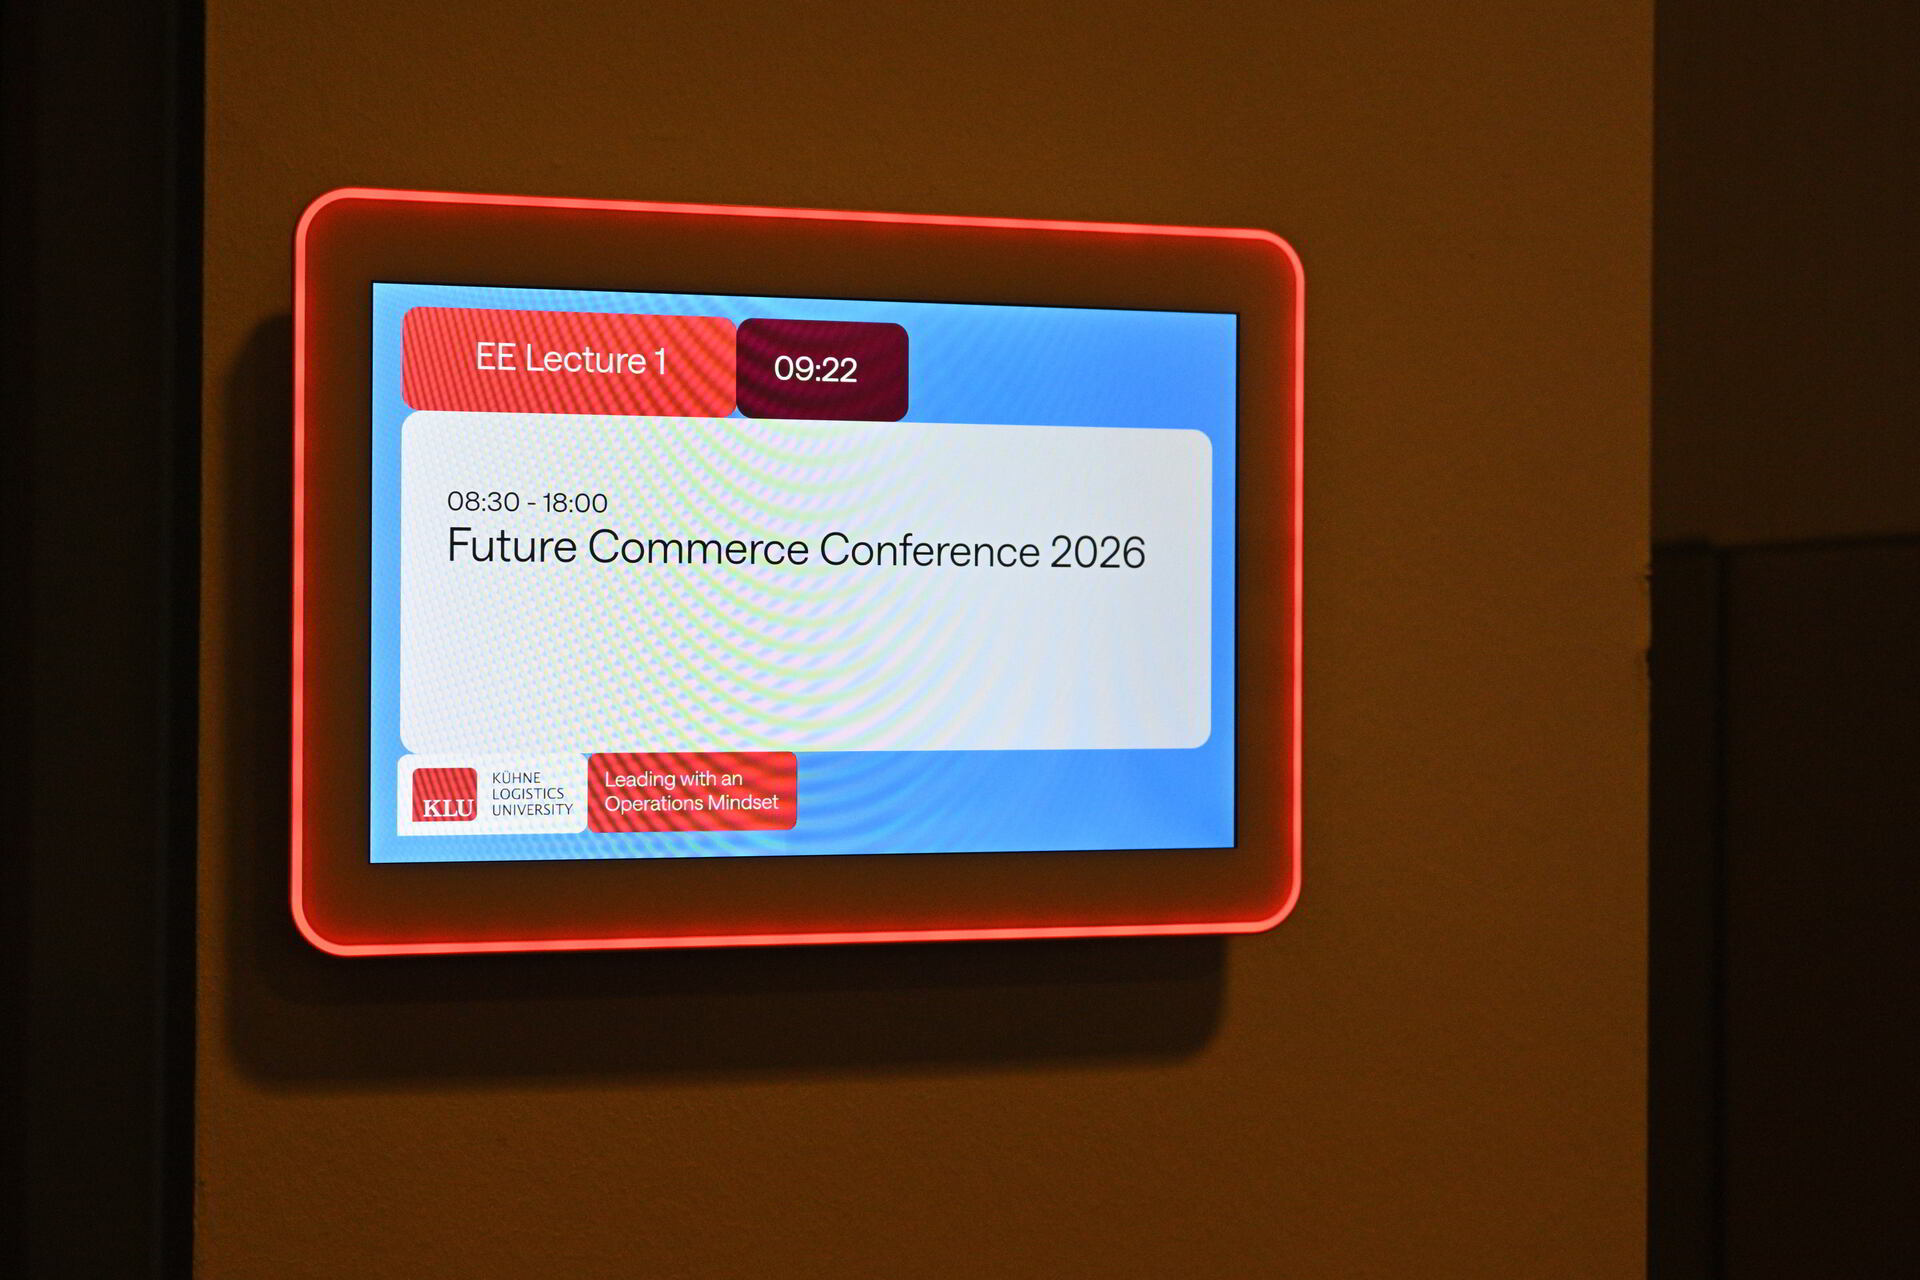 EE Lecture 1
09:22
08:30 - 18:00
Future Commerce Conference 2026
KLU
KÜHNE
LOGISTICS
UNIVERSITY
Leading with an
Operations Mindset